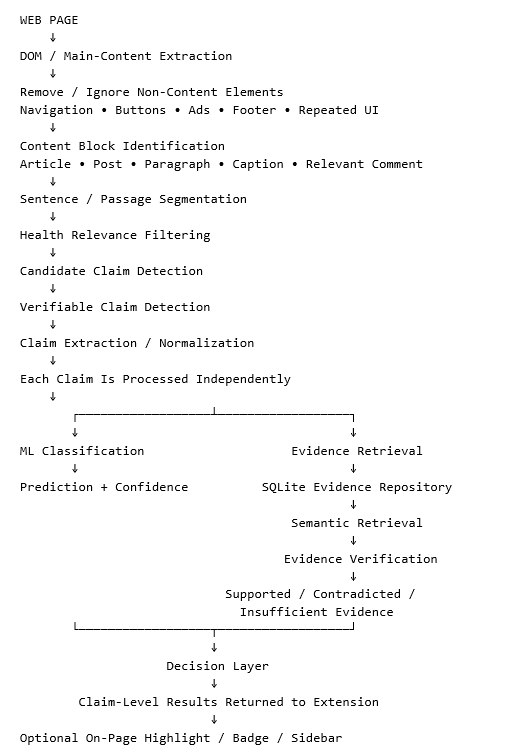 WEB PAGE
↓
DOM / Main-Content Extraction
↓
Remove / Ignore Non-Content Elements
Navigation • Buttons • Ads • Footer • Repeated UI
↓
Content Block Identification
Article • Post • Paragraph • Caption • Relevant Comment
↓
Sentence / Passage Segmentation
↓
Health Relevance Filtering
↓
Candidate Claim Detection
↓
Verifiable Claim Detection
↓
Claim Extraction / Normalization
↓
Each Claim Is Processed Independently
↓
↓ ↓
ML Classification Evidence Retrieval
↓ ↓
Prediction + Confidence SQLite Evidence Repository
↓
Semantic Retrieval
↓
Evidence Verification
↓
Supported / Contradicted /
Insufficient Evidence
↓
Decision Layer
↓
Claim-Level Results Returned to Extension
↓
Optional On-Page Highlight / Badge / Sidebar